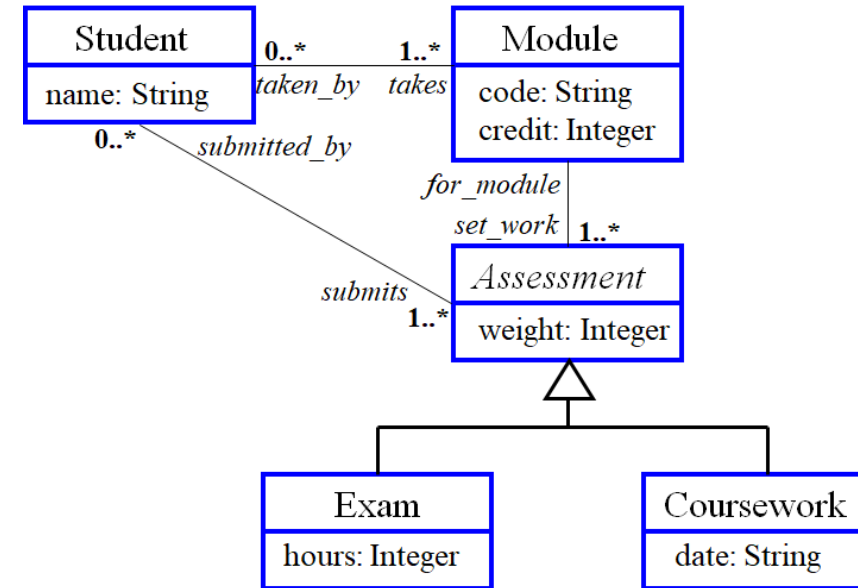 Student
name: String
0..*
1..*
taken_by
takes
Module
code: String
credit: Integer
0..*
submitted_by
submits
1..*
for_module
set_work
1..*
Assessment
weight: Integer
Exam
hours: Integer
Coursework
date: String